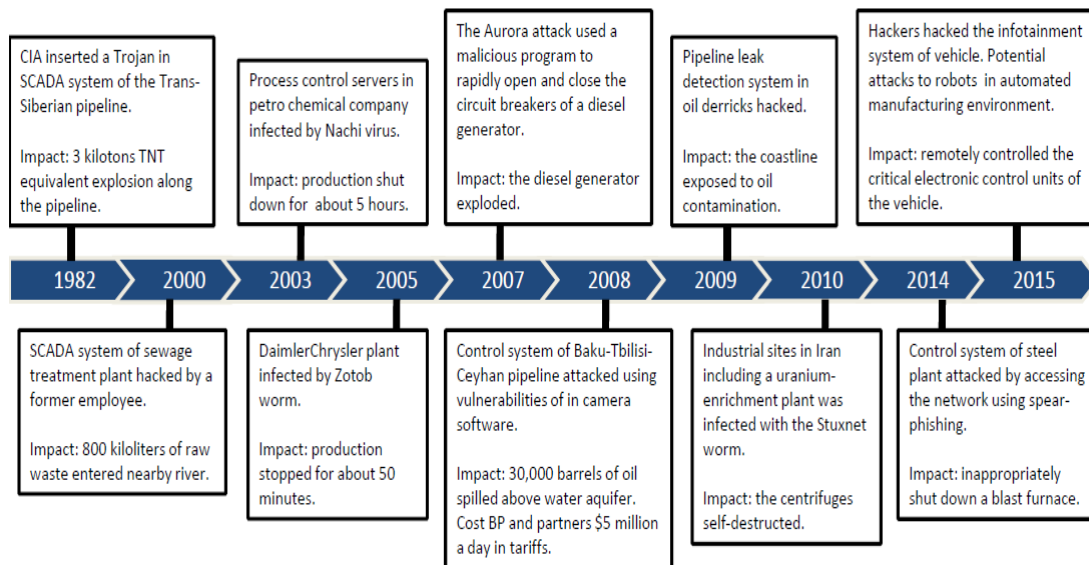 CIA inserted a Trojan in
SCADA system of the Trans-
Siberian pipeline.
Impact: 3 kilotons TNT
equivalent explosion along
the pipeline.
Process control servers in
petro chemical company
infected by Nachi virus.
Impact: production shut
down for about 5 hours.
The Aurora attack used a
malicious program to
rapidly open and close the
circuit breakers of a diesel
generator.
Impact: the diesel generator
exploded.
Pipeline leak
detection system in
oil derricks hacked.
Impact: the coastline
exposed to oil
contamination.
Hackers hacked the infotainment
system of vehicle. Potential
attacks to robots in automated
manufacturing environment.
Impact: remotely controlled the
critical electronic control units of
the vehicle.
1982 2000 2003 2005 2007 2008 2009 2010 2014 2015
SCADA system of sewage
treatment plant hacked by a
former employee.
Impact: 800 kiloliters of raw
waste entered nearby river.
DaimlerChrysler plant
infected by Zotob
worm.
Impact: production
stopped for about 50
minutes.
Control system of Baku-Tbilisi-
Ceyhan pipeline attacked using
vulnerabilities of in camera
software.
Impact: 30,000 barrels of oil
spilled above water aquifer.
Cost BP and partners $5 million
a day in tariffs.
Industrial sites in Iran
including a uranium-
enrichment plant was
infected with the Stuxnet
worm.
Impact: the centrifuges
self-destructed.
Control system of steel
plant attacked by accessing
the network using spear-
phishing.
Impact: inappropriately
shut down a blast furnace.